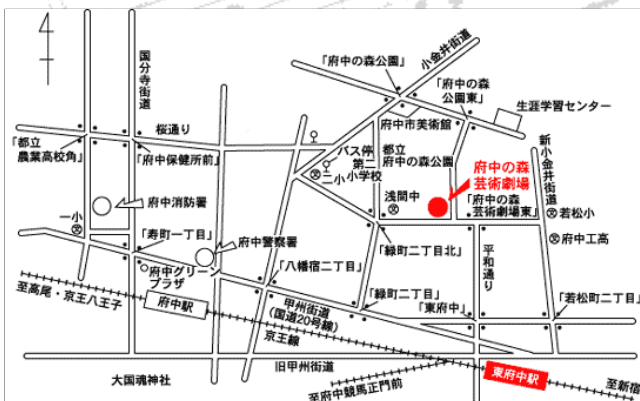 4
国分寺街道
桜通り
「都立
農業高校角」
「府中保健所前」
府中消防署
一小
「寿町一丁目」
府中警察署
府中グリーン
プラザ
至高尾・京王八王子
府中駅
「八幡宿二丁目」
甲州街道
(国道20号線)
京王線
旧甲州街道
大国魂神社
至府中競馬正門前
「府中の森公園」
小金井街道
「府中の森
公園東」
生涯学習センター
府中市美術館
バス停
第二
小学校
二小
都立
府中の森公園
浅間中
府中の森
芸術劇場
「府中の森
芸術劇場東」
新小金井街道
若松小
府中工高
「緑町二丁目北」
平和通り
「緑町二丁目」
「東府中」
「若松町二丁目」
東府中駅
至新宿